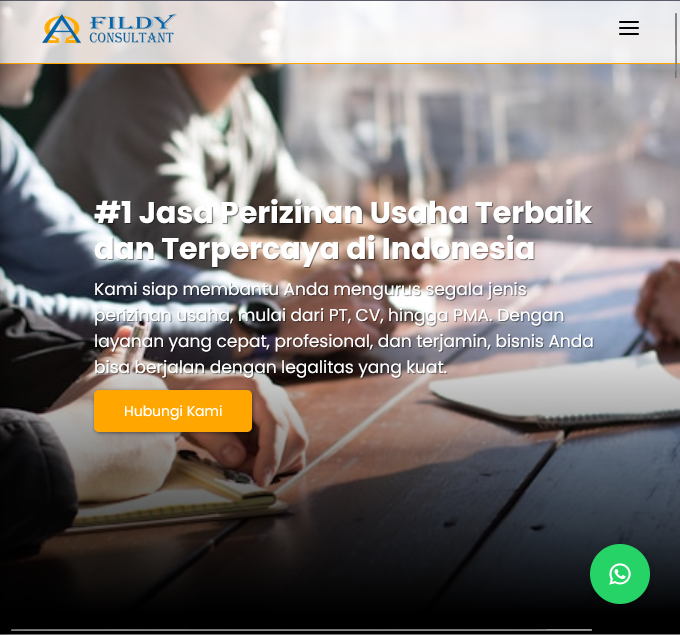 FILDY
CONSULTANT
#1 Jasa Perizinan Usaha Terbaik
dan Terpercaya di Indonesia
Kami siap membantu Anda mengurus segala jenis
perizinan usaha, mulai dari PT, CV, hingga PMA. Dengan
layanan yang cepat, profesional, dan terjamin, bisnis Anda
bisa berjalan dengan legalitas yang kuat.
Hubungi Kami